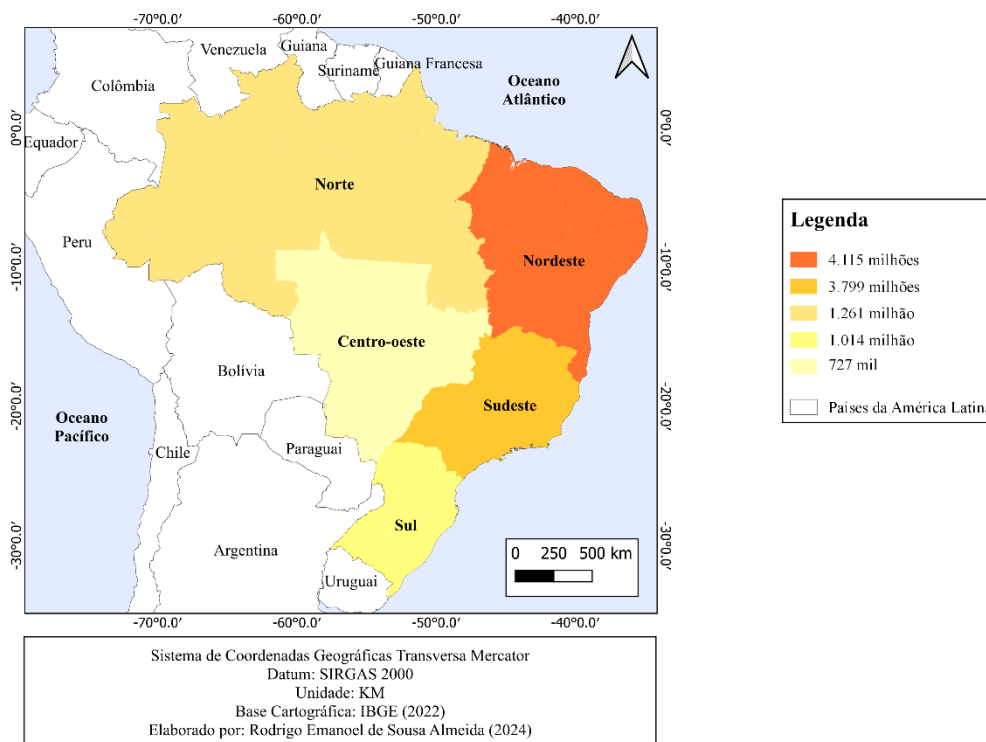 -70°0.0' -60°0.0' -50°0.0' -40°0.0'
Venezuela
Guiana
Suriname
Guiana Francesa
Colômbia
Oceano
Atlântico
0°0.0'
0°0.0'
Equador
Norte
Peru
Nordeste
-10°0.0'
-10°0.0'
Centro-oeste
Bolívia
Oceano
Pacífico
Sudeste
-20°0.0'
-20°0.0'
Chile
Paraguai
Sul
Argentina
Uruguai
-30°0.0'
-30°0.0'
0 250 500 km
-70°0.0' -60°0.0' -50°0.0' -40°0.0'
Legenda
4.115 milhões
3.799 milhões
1.261 milhão
1.014 milhão
727 mil
Países da América Latina
Sistema de Coordenadas Geográficas Transversa Mercator
Datum: SIRGAS 2000
Unidade: KM
Base Cartográfica: IBGE (2022)
Elaborado por: Rodrigo Emanoel de Sousa Almeida (2024)